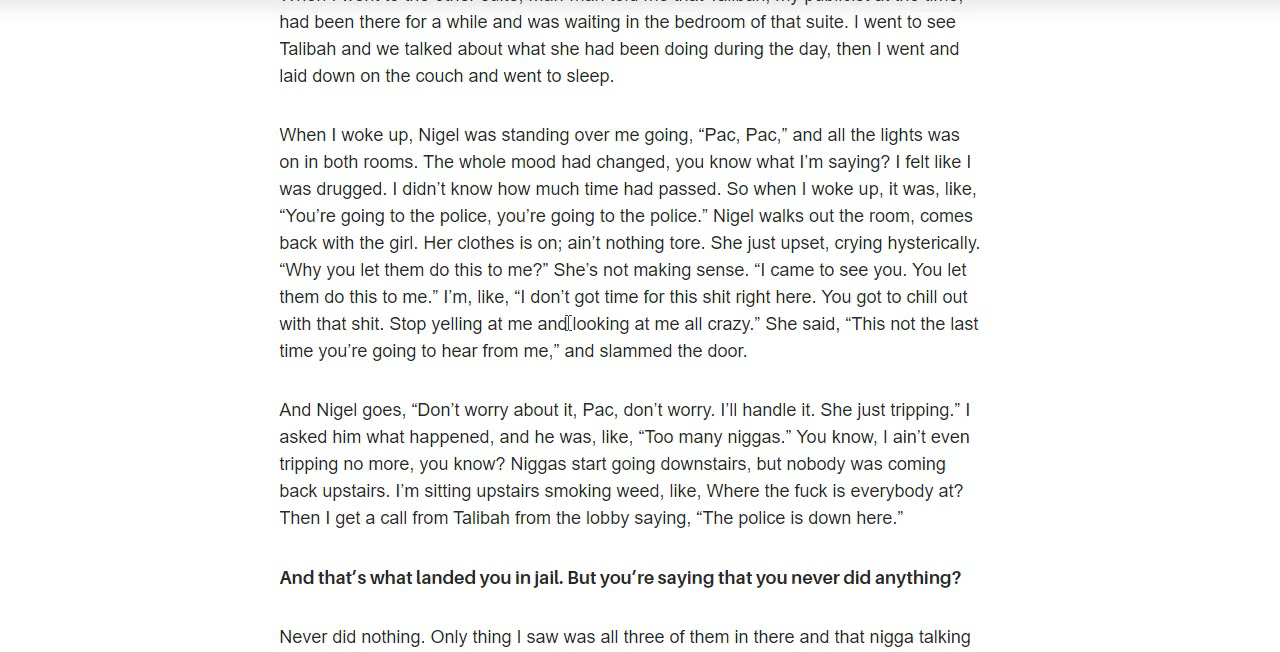 had been there for a while and was waiting in the bedroom of that suite. I went to see
Talibah and we talked about what she had been doing during the day, then I went and
laid down on the couch and went to sleep.
When I woke up, Nigel was standing over me going, “Pac, Pac,” and all the lights was
on in both rooms. The whole mood had changed, you know what I’m saying? I felt like I
was drugged. I didn’t know how much time had passed. So when I woke up, it was, like,
“You’re going to the police, you’re going to the police.” Nigel walks out the room, comes
back with the girl. Her clothes is on; ain’t nothing tore. She just upset, crying hysterically.
“Why you let them do this to me?” She’s not making sense. “I came to see you. You let
them do this to me.” I’m, like, “I don’t got time for this shit right here. You got to chill out
with that shit. Stop yelling at me and looking at me all crazy.” She said, “This not the last
time you’re going to hear from me,” and slammed the door.
And Nigel goes, “Don’t worry about it, Pac, don’t worry. I’ll handle it. She just tripping.” I
asked him what happened, and he was, like, “Too many niggas.” You know, I ain’t even
tripping no more, you know? Niggas start going downstairs, but nobody was coming
back upstairs. I’m sitting upstairs smoking weed, like, Where the fuck is everybody at?
Then I get a call from Talibah from the lobby saying, “The police is down here.”
And that’s what landed you in jail. But you’re saying that you never did anything?
Never did nothing. Only thing I saw was all three of them in there and that nigga talking